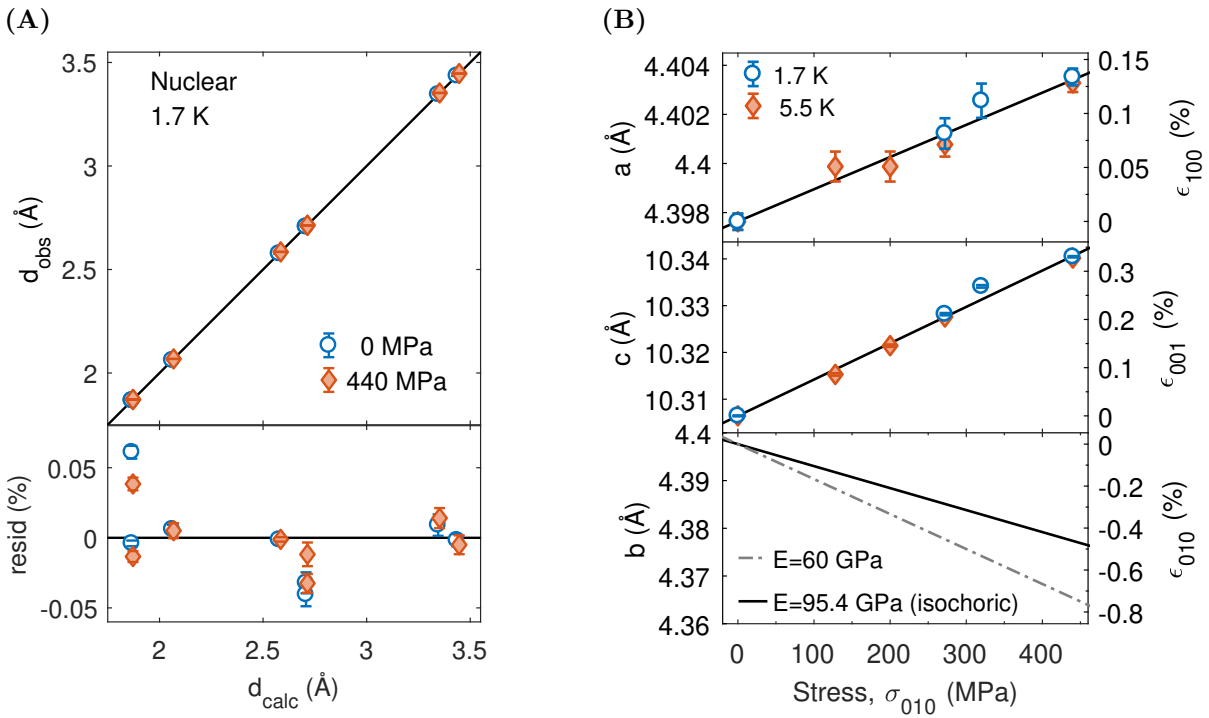 (A)
Nuclear
1.7 K
3.5
3
2.5
2
d_obs (Å)
0 MPa
440 MPa
0.05
0
-0.05
resid (%)
2
2.5
3
3.5
d_calc (Å)
(B)
4.404
4.402
4.4
4.398
a (Å)
1.7 K
5.5 K
0.15
0.1
0.05
0
ϵ_100 (%)
10.34
10.33
10.32
10.31
c (Å)
0.3
0.2
0.1
0
ϵ_001 (%)
4.4
4.39
4.38
4.37
4.36
b (Å)
E=60 GPa
E=95.4 GPa (isochoric)
0
-0.2
-0.4
-0.6
-0.8
ϵ_010 (%)
0
100
200
300
400
Stress, σ_010 (MPa)